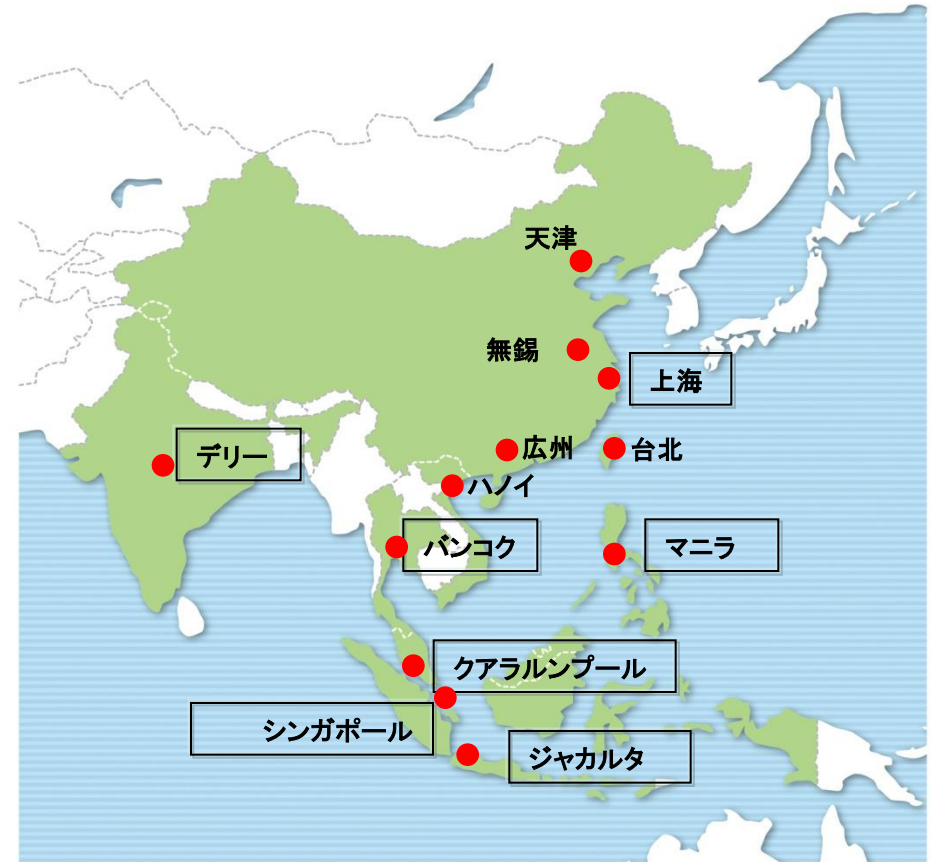 天津
無錫
上海
デリー
広州
台北
ハノイ
バンコク
マニラ
クアラルンプール
シンガポール
ジャカルタ